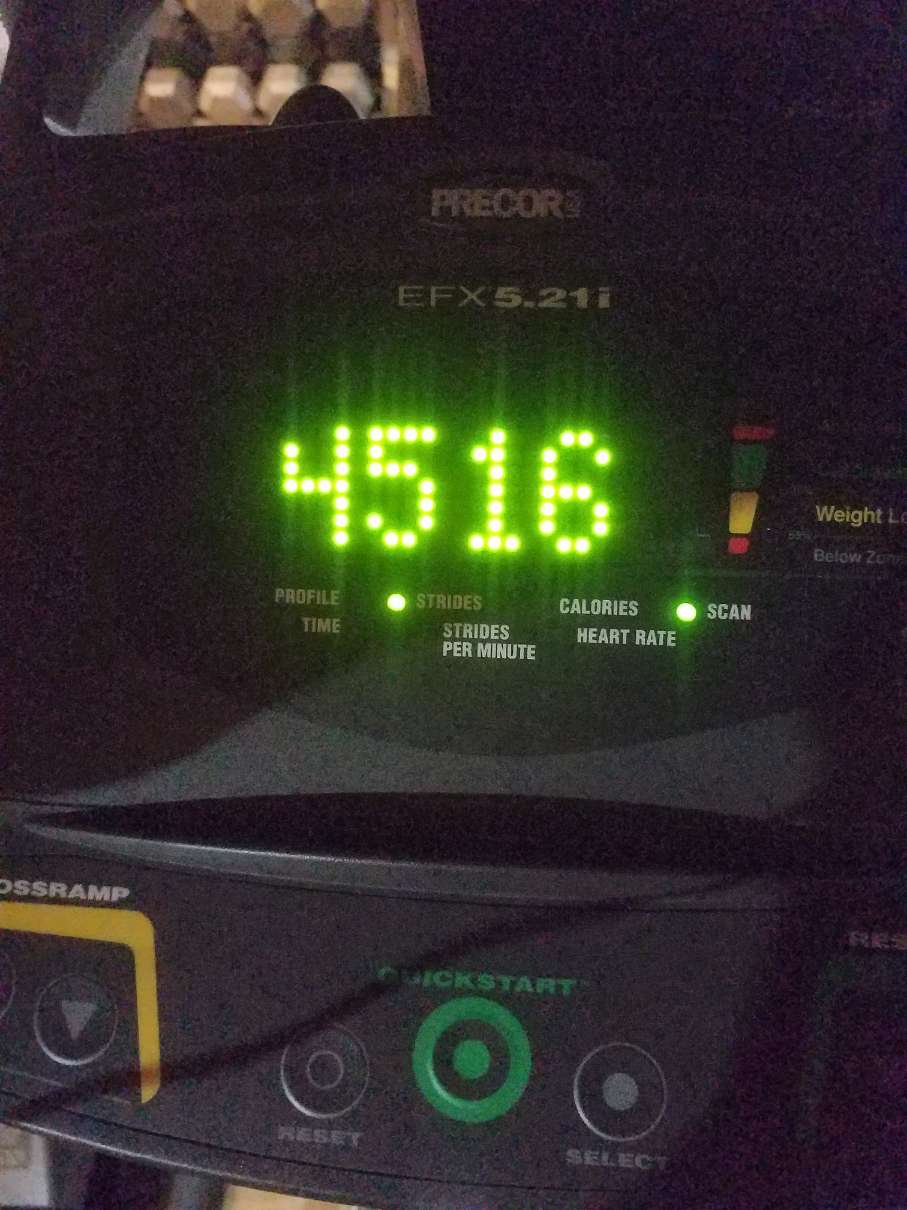 PRECOR
EFX5.21i
4516
Weight
Below
PROFILE
STRIDES
CALORIES
SCAN
TIME
STRIDES
PER MINUTE
HEART RATE
OSSRAMP
QUICKSTART
RESET
SELECT